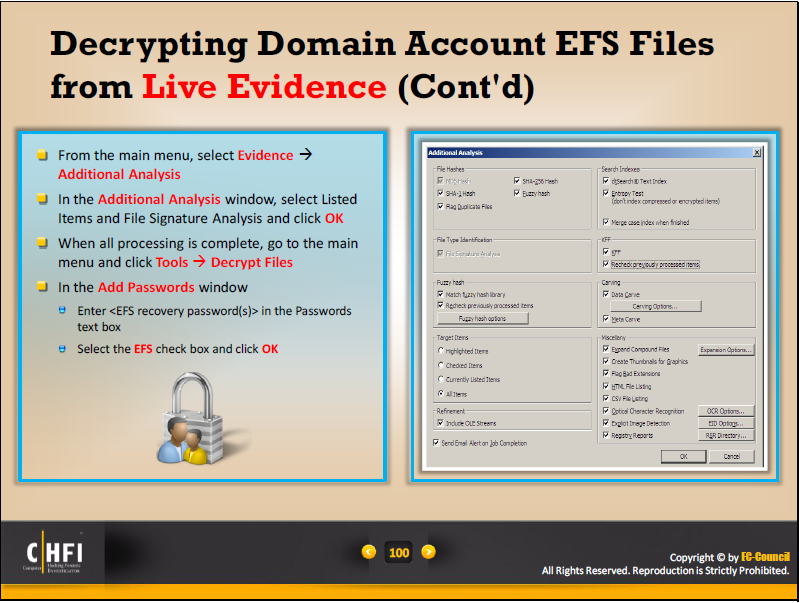 Decrypting Domain Account EFS Files
from Live Evidence (Cont'd)
From the main menu, select Evidence →
Additional Analysis
In the Additional Analysis window, select Listed
Items and File Signature Analysis and click OK
When all processing is complete, go to the main
menu and click Tools → Decrypt Files
In the Add Passwords window
Enter <EFS recovery password(s)> in the Passwords
text box
Select the EFS check box and click OK
Additional Analysis
File Hashes
MD5 Hash
SHA-256 Hash
SHA-1 Hash
Fuzzy hash
Flag Duplicate Files
File Type Identification
File Signature Analysis
Fuzzy hash
Match fuzzy hash library
Recheck previously processed items
Fuzzy hash options
Target Items
Highlighted Items
Checked Items
Currently Listed Items
All Items
Refinement
Include OLE Streams
Send Email Alert on Job Completion
Search Indexes
dtSearch® Text Index
Entropy Test
(don't index compressed or encrypted items)
Merge case index when finished
KFF
KFF
Recheck previously processed items
Carving
Data Carve
Carving Options...
Meta Carve
Miscellany
Expand Compound Files
Expansion Options...
Create Thumbnails for Graphics
Flag Bad Extensions
HTML File Listing
CSV File Listing
Optical Character Recognition
OCR Options...
Explicit Image Detection
EID Options...
Registry Reports
RSR Directory...
OK
Cancel
CHFI
Computer Hacking Forensic
INVESTIGATOR
100
Copyright © by EC-Council
All Rights Reserved. Reproduction is Strictly Prohibited.